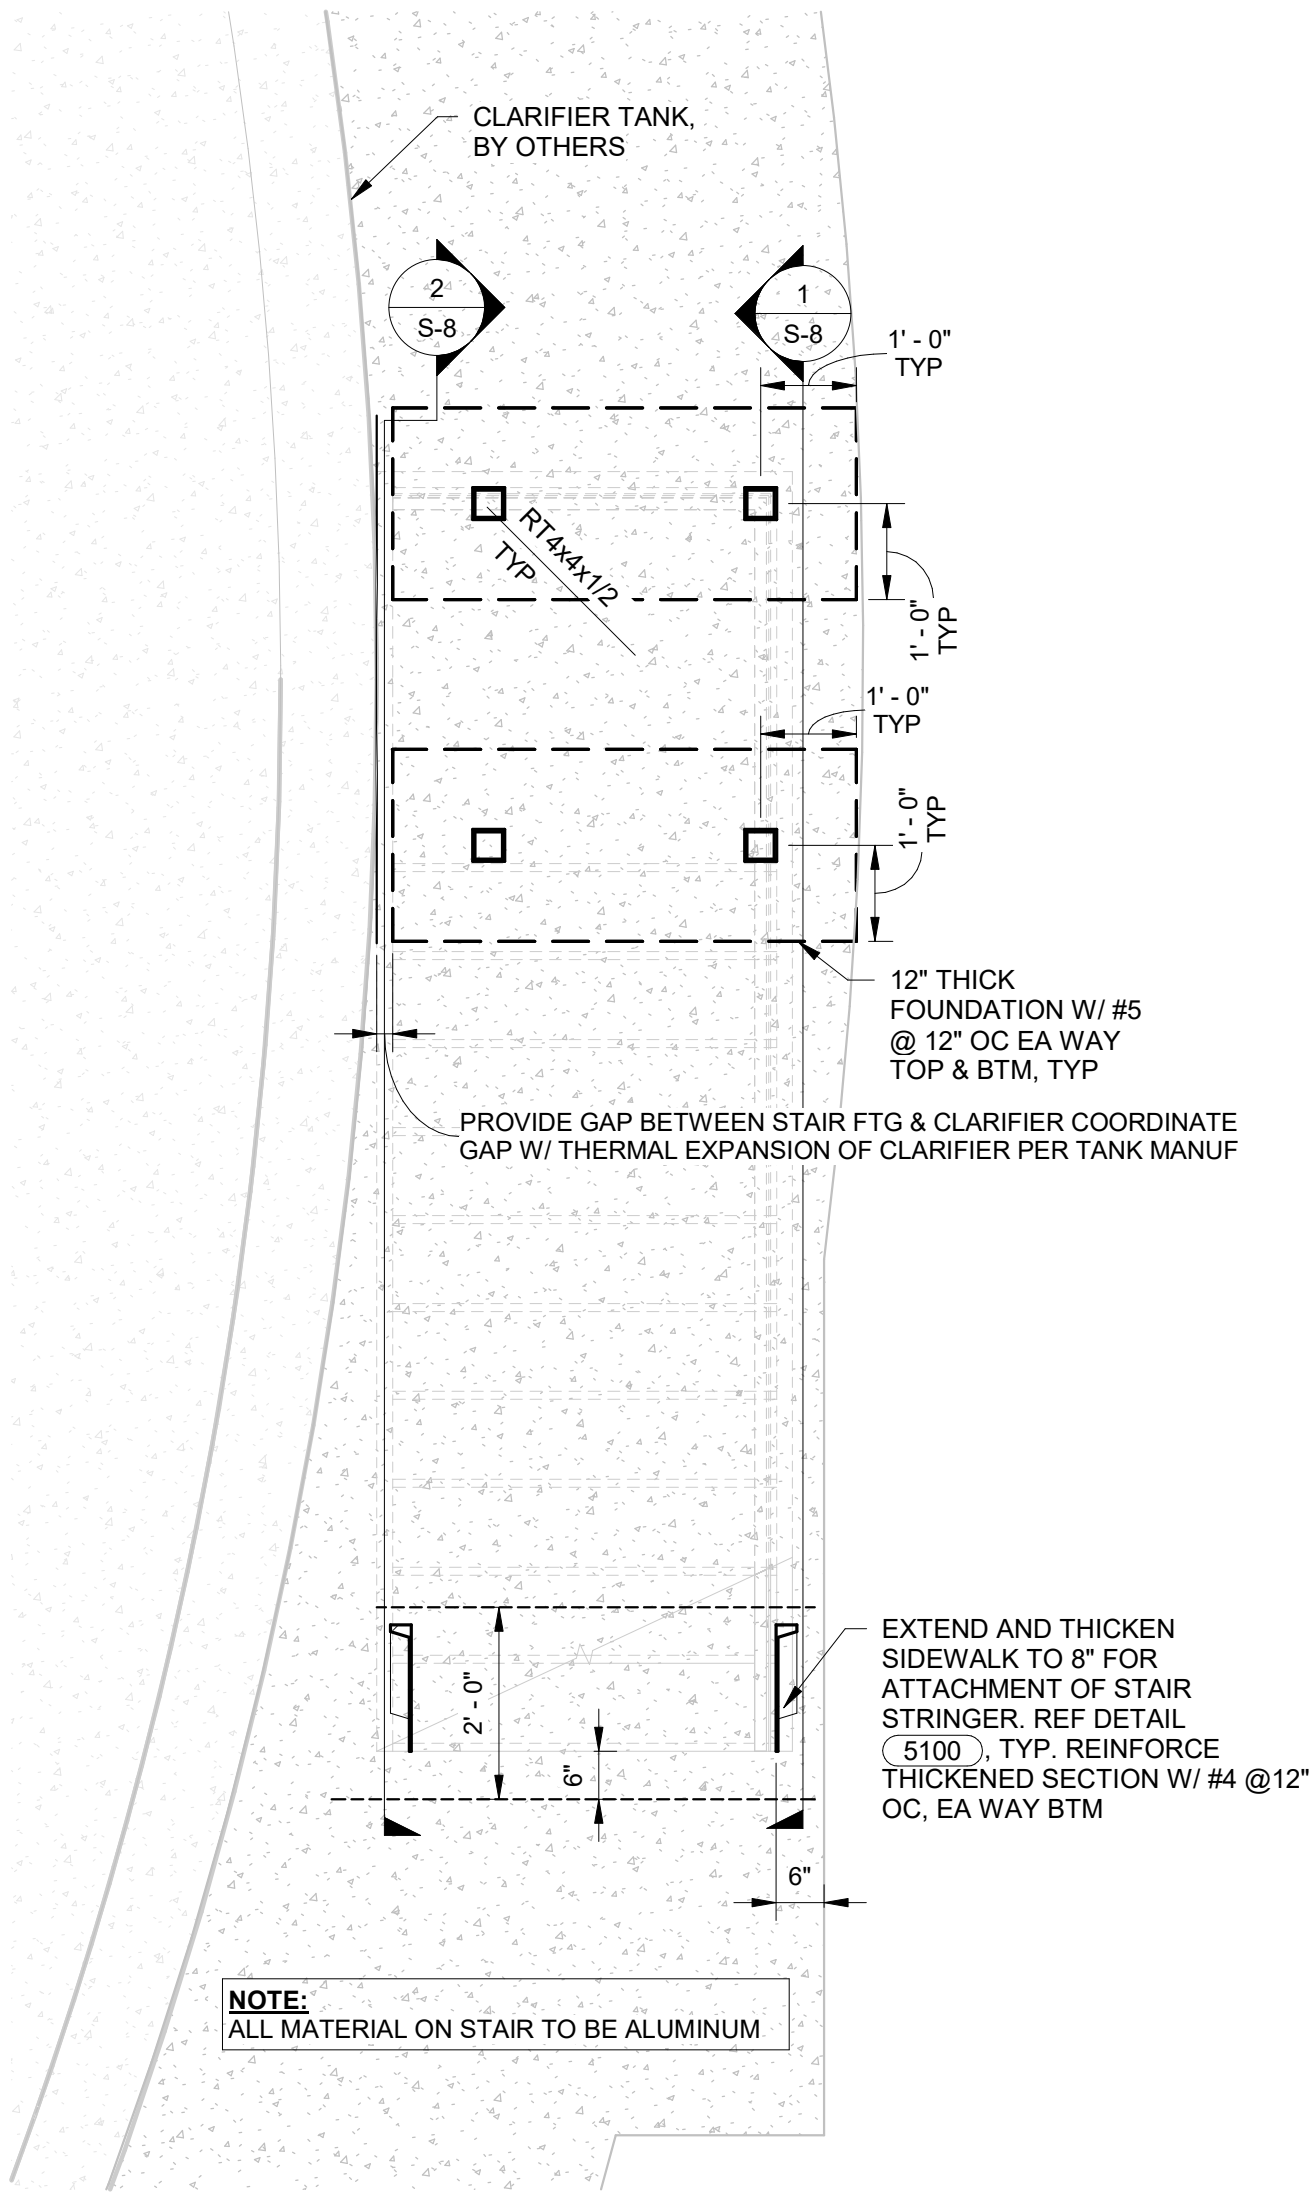 CLARIFIER TANK,
BY OTHERS
2
S-8
1
S-8
1' - 0"
TYP
RT4x4x1/2
TYP
1' - 0"
TYP
1' - 0"
TYP
1' - 0"
TYP
12" THICK
FOUNDATION W/ #5
@ 12" OC EA WAY
TOP & BTM, TYP
PROVIDE GAP BETWEEN STAIR FTG & CLARIFIER COORDINATE
GAP W/ THERMAL EXPANSION OF CLARIFIER PER TANK MANUF
EXTEND AND THICKEN
SIDEWALK TO 8" FOR
ATTACHMENT OF STAIR
STRINGER. REF DETAIL
5100 , TYP. REINFORCE
THICKENED SECTION W/ #4 @12"
OC, EA WAY BTM
2' - 0"
6"
6"
NOTE:
ALL MATERIAL ON STAIR TO BE ALUMINUM